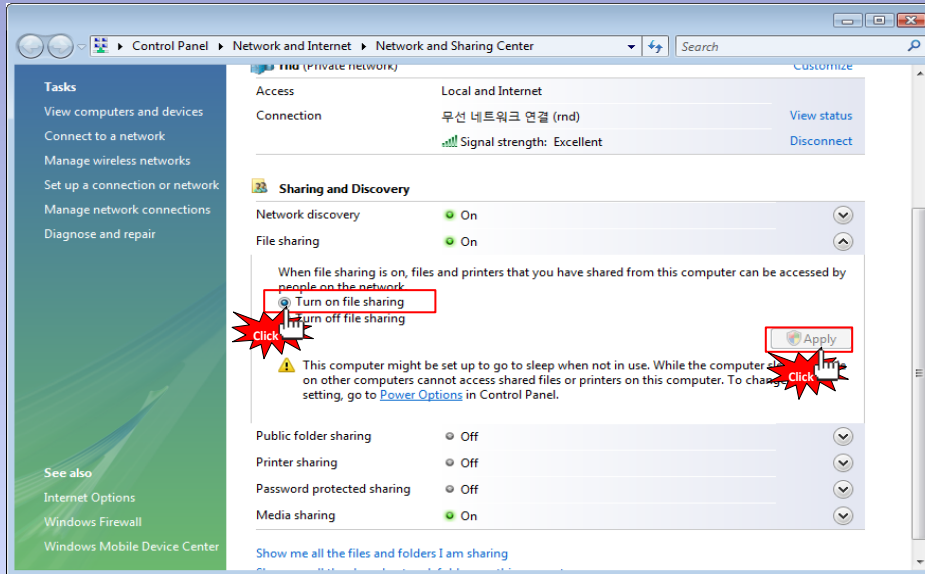 Control Panel ▸ Network and Internet ▸ Network and Sharing Center
Search
Tasks
View computers and devices
Connect to a network
Manage wireless networks
Set up a connection or network
Manage network connections
Diagnose and repair
See also
Internet Options
Windows Firewall
Windows Mobile Device Center
rnd (Private network) Customize
Access Local and Internet
Connection 무선 네트워크 연결 (rnd) View status
Signal strength: Excellent Disconnect
Sharing and Discovery
Network discovery On
File sharing On
When file sharing is on, files and printers that you have shared from this computer can be accessed by
people on the network.
Turn on file sharing
Turn off file sharing
Click
Apply
Click
This computer might be set up to go to sleep when not in use. While the computer
on other computers cannot access shared files or printers on this computer. To
setting, go to Power Options in Control Panel.
Public folder sharing Off
Printer sharing Off
Password protected sharing Off
Media sharing On
Show me all the files and folders I am sharing